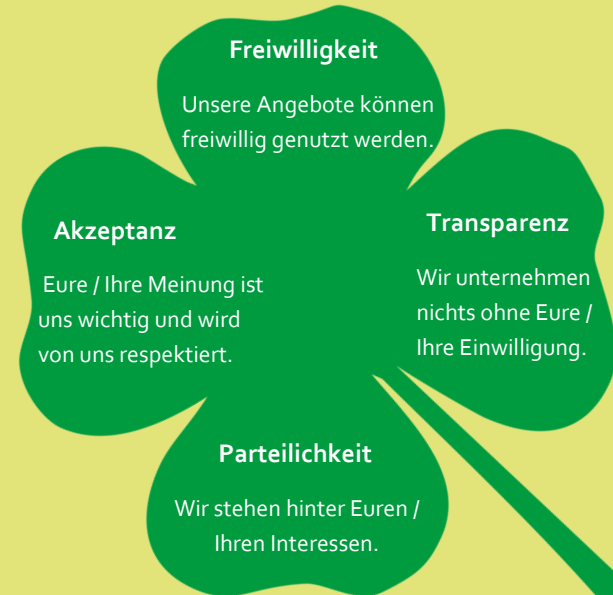 Freiwilligkeit
Unsere Angebote können
freiwillig genutzt werden.
Akzeptanz
Eure / Ihre Meinung ist
uns wichtig und wird
von uns respektiert.
Transparenz
Wir unternehmen
nichts ohne Eure /
Ihre Einwilligung.
Parteilichkeit
Wir stehen hinter Euren /
Ihren Interessen.